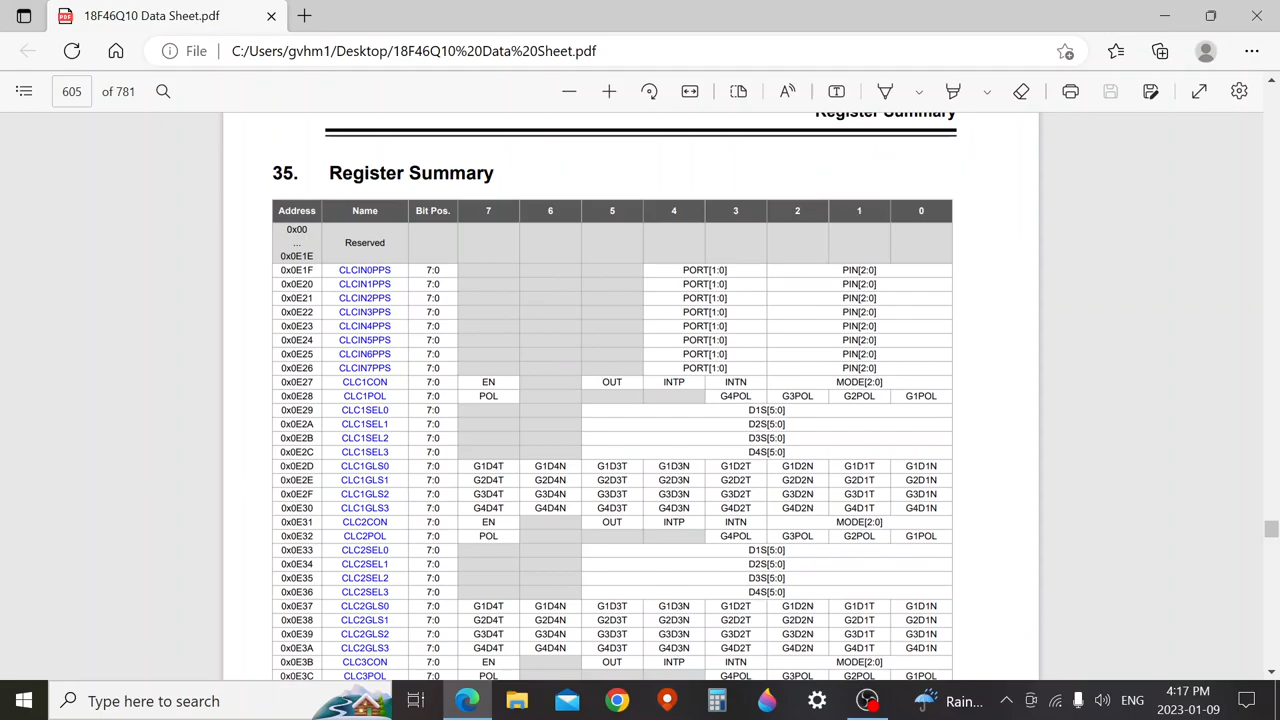 18F46Q10 Data Sheet.pdf
File C:/Users/gvhm1/Desktop/18F46Q10%20Data%20Sheet.pdf
605 of 781
Register Summary
35. Register Summary
Address Name Bit Pos. 7 6 5 4 3 2 1 0
0x00
... Reserved
0x0E1E
0x0E1F CLCIN0PPS 7:0 PORT[1:0] PIN[2:0]
0x0E20 CLCIN1PPS 7:0 PORT[1:0] PIN[2:0]
0x0E21 CLCIN2PPS 7:0 PORT[1:0] PIN[2:0]
0x0E22 CLCIN3PPS 7:0 PORT[1:0] PIN[2:0]
0x0E23 CLCIN4PPS 7:0 PORT[1:0] PIN[2:0]
0x0E24 CLCIN5PPS 7:0 PORT[1:0] PIN[2:0]
0x0E25 CLCIN6PPS 7:0 PORT[1:0] PIN[2:0]
0x0E26 CLCIN7PPS 7:0 PORT[1:0] PIN[2:0]
0x0E27 CLC1CON 7:0 EN OUT INTP INTN MODE[2:0]
0x0E28 CLC1POL 7:0 POL G4POL G3POL G2POL G1POL
0x0E29 CLC1SEL0 7:0 D1S[5:0]
0x0E2A CLC1SEL1 7:0 D2S[5:0]
0x0E2B CLC1SEL2 7:0 D3S[5:0]
0x0E2C CLC1SEL3 7:0 D4S[5:0]
0x0E2D CLC1GLS0 7:0 G1D4T G1D4N G1D3T G1D3N G1D2T G1D2N G1D1T G1D1N
0x0E2E CLC1GLS1 7:0 G2D4T G2D4N G2D3T G2D3N G2D2T G2D2N G2D1T G2D1N
0x0E2F CLC1GLS2 7:0 G3D4T G3D4N G3D3T G3D3N G3D2T G3D2N G3D1T G3D1N
0x0E30 CLC1GLS3 7:0 G4D4T G4D4N G4D3T G4D3N G4D2T G4D2N G4D1T G4D1N
0x0E31 CLC2CON 7:0 EN OUT INTP INTN MODE[2:0]
0x0E32 CLC2POL 7:0 POL G4POL G3POL G2POL G1POL
0x0E33 CLC2SEL0 7:0 D1S[5:0]
0x0E34 CLC2SEL1 7:0 D2S[5:0]
0x0E35 CLC2SEL2 7:0 D3S[5:0]
0x0E36 CLC2SEL3 7:0 D4S[5:0]
0x0E37 CLC2GLS0 7:0 G1D4T G1D4N G1D3T G1D3N G1D2T G1D2N G1D1T G1D1N
0x0E38 CLC2GLS1 7:0 G2D4T G2D4N G2D3T G2D3N G2D2T G2D2N G2D1T G2D1N
0x0E39 CLC2GLS2 7:0 G3D4T G3D4N G3D3T G3D3N G3D2T G3D2N G3D1T G3D1N
0x0E3A CLC2GLS3 7:0 G4D4T G4D4N G4D3T G4D3N G4D2T G4D2N G4D1T G4D1N
0x0E3B CLC3CON 7:0 EN OUT INTP INTN MODE[2:0]
0x0E3C CLC3POL 7:0 POL G4POL G3POL G2POL G1POL
Type here to search
Rain...
ENG
4:17 PM
2023-01-09